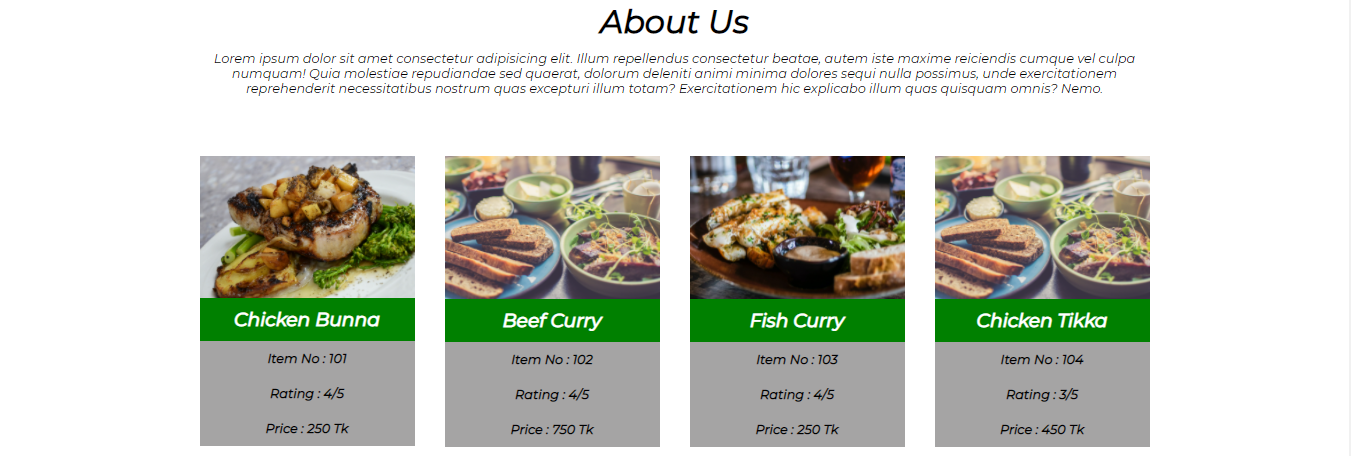 About Us
Lorem ipsum dolor sit amet consectetur adipisicing elit. Illum repellendus consectetur beatae, autem iste maxime reiciendis cumque vel culpa
numquam! Quia molestiae repudiandae sed quaerat, dolorum deleniti animi minima dolores sequi nulla possimus, unde exercitationem
reprehenderit necessitatibus nostrum quas excepturi illum totam? Exercitationem hic explicabo illum quas quisquam omnis? Nemo.
Chicken Bunna
Item No : 101
Rating : 4/5
Price : 250 Tk
Beef Curry
Item No : 102
Rating : 4/5
Price : 750 Tk
Fish Curry
Item No : 103
Rating : 4/5
Price : 250 Tk
Chicken Tikka
Item No : 104
Rating : 3/5
Price : 450 Tk